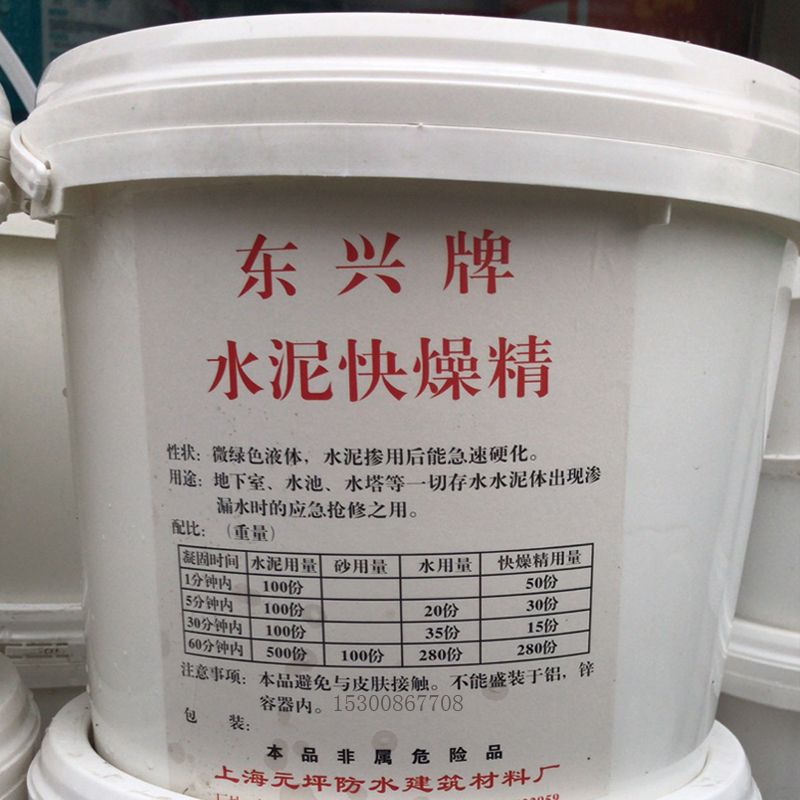 东兴牌
水泥快燥精
性状：微绿色液体，水泥掺用后能急速硬化。
用途：地下室、水池、水塔等一切存水水泥体出现渗
漏水时的应急抢修之用。
配比：（重量）
凝固时间 水泥用量 砂用量 水用量 快燥精用量
1分钟内 100份 50份
5分钟内 100份 20份 30份
30分钟内 100份 35份 15份
60分钟内 500份 100份 280份 280份
注意事项：本品避免与皮肤接触。不能盛装于铝，锌
容器内。15300867708
包 装：
本品非属危险品
上海元坪防水建筑材料厂